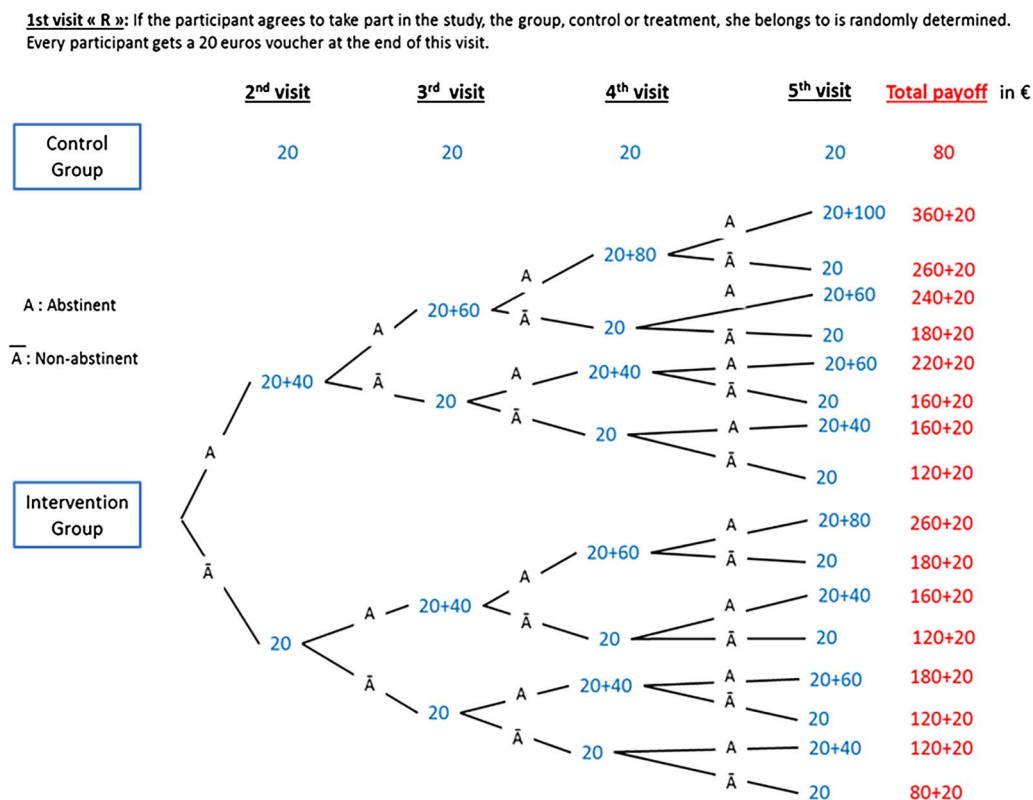 1st visit « R »: If the participant agrees to take part in the study, the group, control or treatment, she belongs to is randomly determined.
Every participant gets a 20 euros voucher at the end of this visit.
2nd visit 3rd visit 4th visit 5th visit Total payoff in €
Control
Group
20 20 20 20 80
A 20+100 360+20
20+80
A Ā 20 260+20
A 20+60 240+20
A : Abstinent
20+60
Ā 20
A Ā 20 180+20
Ā : Non-abstinent
A 20+60 220+20
20+40 Ā A 20+40
Ā 20 160+20
20
Ā A 20+40 160+20
20
A
Ā 20 120+20
Intervention
Group
A 20+80 260+20
20+60
Ā 20 180+20
Ā A
A 20+40 A 20+40 160+20
Ā
20 20 Ā 20 120+20
A 20+60 180+20
Ā A 20+40
Ā
20 20 120+20
Ā 20 A 20+40 120+20
Ā 20 80+20